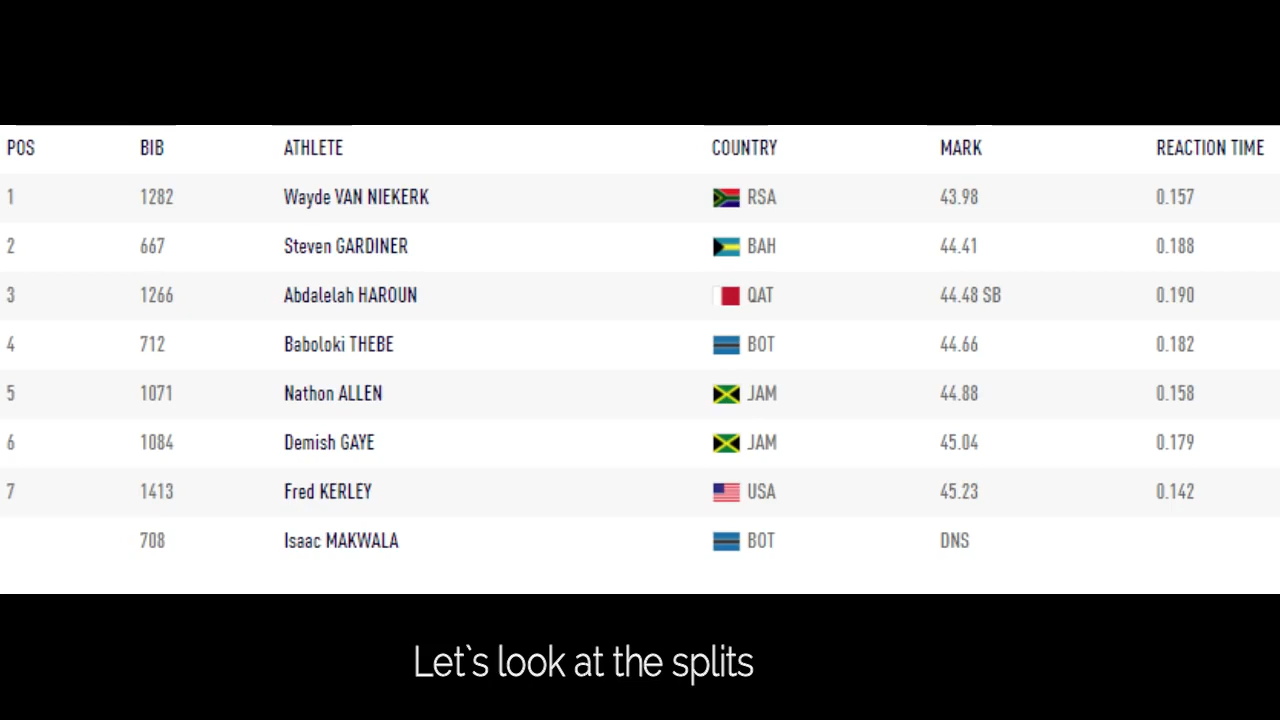 POS BIB ATHLETE COUNTRY MARK REACTION TIME
1 1282 Wayde VAN NIEKERK RSA 43.98 0.157
2 667 Steven GARDINER BAH 44.41 0.188
3 1266 Abdalelah HAROUN QAT 44.48 SB 0.190
4 712 Baboloki THEBE BOT 44.66 0.182
5 1071 Nathon ALLEN JAM 44.88 0.158
6 1084 Demish GAYE JAM 45.04 0.179
7 1413 Fred KERLEY USA 45.23 0.142
708 Isaac MAKWALA BOT DNS
Let`s look at the splits